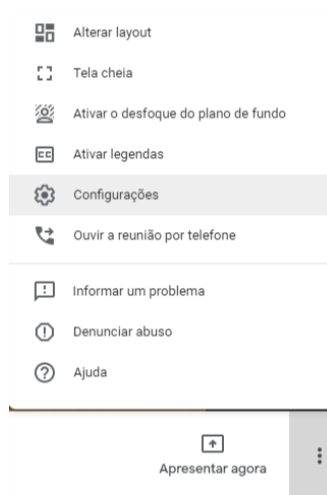 Alterar layout
Tela cheia
Ativar o desfoque do plano de fundo
CC Ativar legendas
Configurações
Ouvir a reunião por telefone
Informar um problema
Denunciar abuso
Ajuda
Apresentar agora